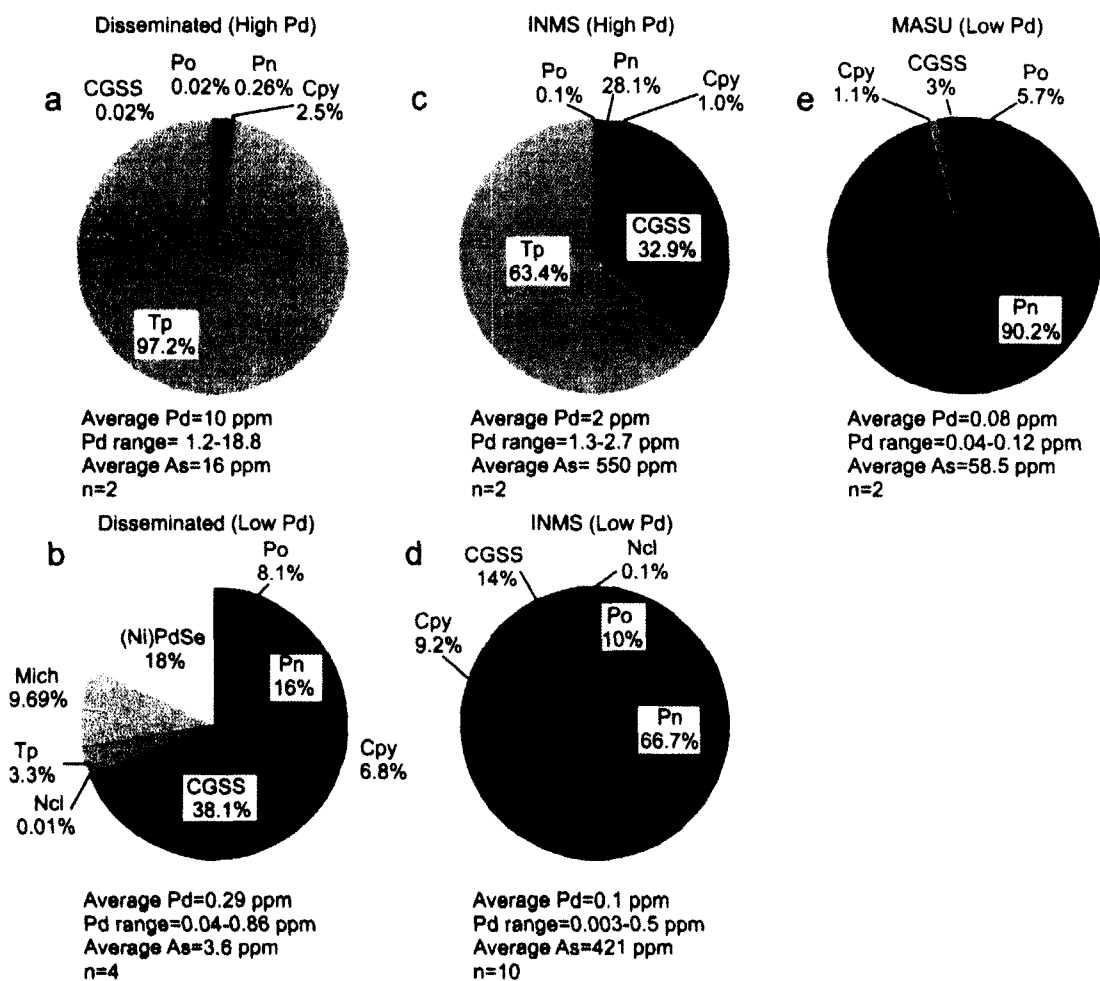 Disseminated (High Pd)
a
CGSS
0.02%
Po
0.02%
Pn
0.26%
Cpy
2.5%
Tp
97.2%
Average Pd=10 ppm
Pd range= 1.2-18.8
Average As=16 ppm
n=2
INMS (High Pd)
c
Po
0.1%
Pn
28.1%
Cpy
1.0%
CGSS
32.9%
Tp
63.4%
Average Pd=2 ppm
Pd range=1.3-2.7 ppm
Average As= 550 ppm
n=2
MASU (Low Pd)
e
Cpy
1.1%
CGSS
3%
Po
5.7%
Pn
90.2%
Average Pd=0.08 ppm
Pd range=0.04-0.12 ppm
Average As=58.5 ppm
n=2
Disseminated (Low Pd)
b
Po
8.1%
(Ni)PdSe
18%
Pn
16%
Mich
9.69%
Tp
3.3%
Ncl
0.01%
CGSS
38.1%
Cpy
6.8%
Average Pd=0.29 ppm
Pd range=0.04-0.86 ppm
Average As=3.6 ppm
n=4
INMS (Low Pd)
d
CGSS
14%
Ncl
0.1%
Po
10%
Cpy
9.2%
Pn
66.7%
Average Pd=0.1 ppm
Pd range=0.003-0.5 ppm
Average As=421 ppm
n=10